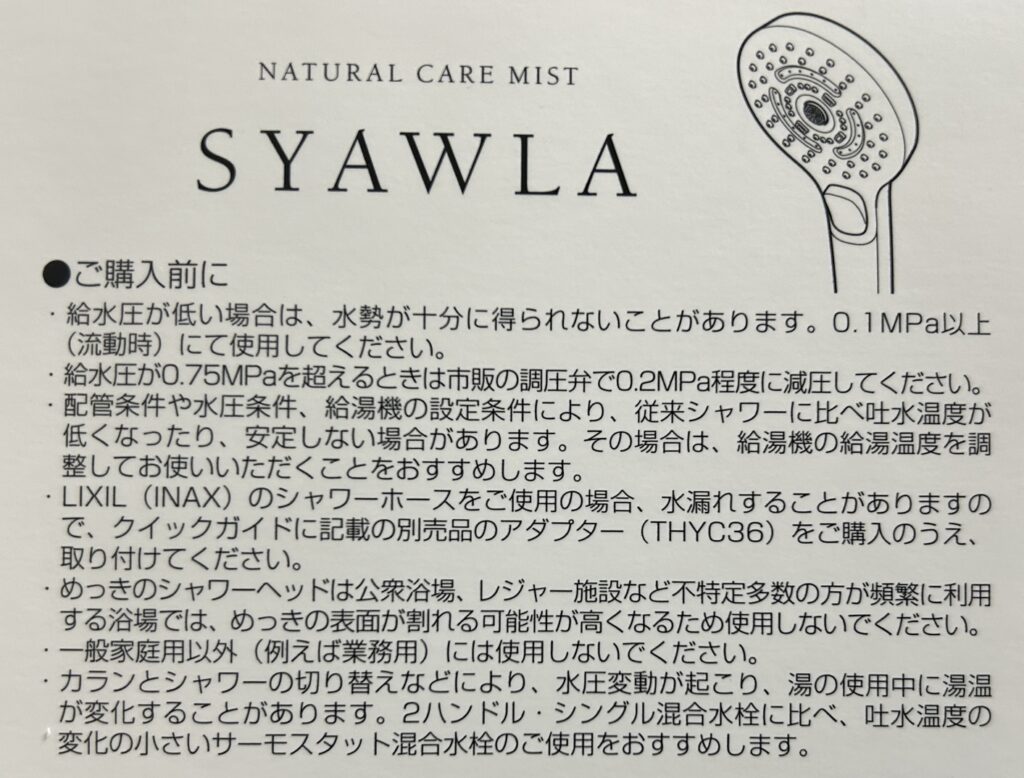 NATURAL CARE MIST
SYAWLA
●ご購入前に
・給水圧が低い場合は、水勢が十分に得られないことがあります。0.1MPa以上
（流動時）にて使用してください。
・給水圧が0.75MPaを超えるときは市販の調圧弁で0.2MPa程度に減圧してください。
・配管条件や水圧条件、給湯機の設定条件により、従来シャワーに比べ吐水温度が
低くなったり、安定しない場合があります。その場合は、給湯機の給湯温度を調
整してお使いいただくことをおすすめします。
・LIXIL（INAX）のシャワーホースをご使用の場合、水漏れすることがありますの
で、クイックガイドに記載の別売品のアダプター（THYC36）をご購入のうえ、
取り付けてください。
・めっきのシャワーヘッドは公衆浴場、レジャー施設など不特定多数の方が頻繁に利用
する浴場では、めっきの表面が割れる可能性が高くなるため使用しないでください。
・一般家庭用以外（例えば業務用）には使用しないでください。
・カランとシャワーの切り替えなどにより、水圧変動が起こり、湯の使用中に湯温
が変化することがあります。2ハンドル・シングル混合水栓に比べ、吐水温度の
変化の小さいサーモスタット混合水栓のご使用をおすすめします。